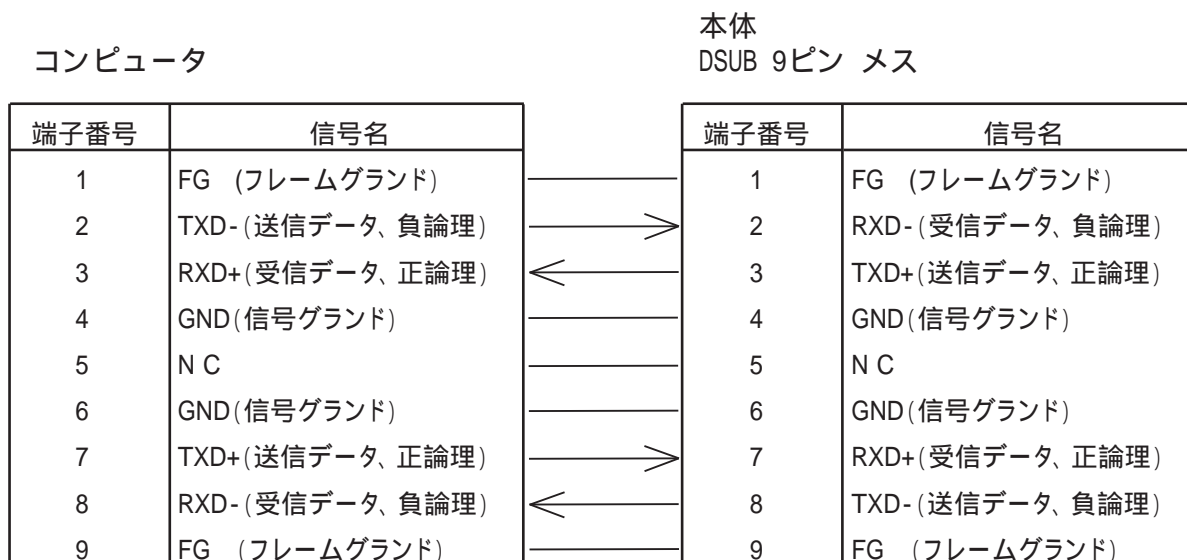 本体
コンピュータ DSUB 9ピン メス
端子番号 信号名 端子番号 信号名
1 FG (フレームグランド) 1 FG (フレームグランド)
2 TXD-(送信データ、負論理) 2 RXD-(受信データ、負論理)
3 RXD+(受信データ、正論理) 3 TXD+(送信データ、正論理)
4 GND(信号グランド) 4 GND(信号グランド)
5 N C 5 N C
6 GND(信号グランド) 6 GND(信号グランド)
7 TXD+(送信データ、正論理) 7 RXD+(受信データ、正論理)
8 RXD-(受信データ、負論理) 8 TXD-(送信データ、負論理)
9 FG (フレームグランド) 9 FG (フレームグランド)